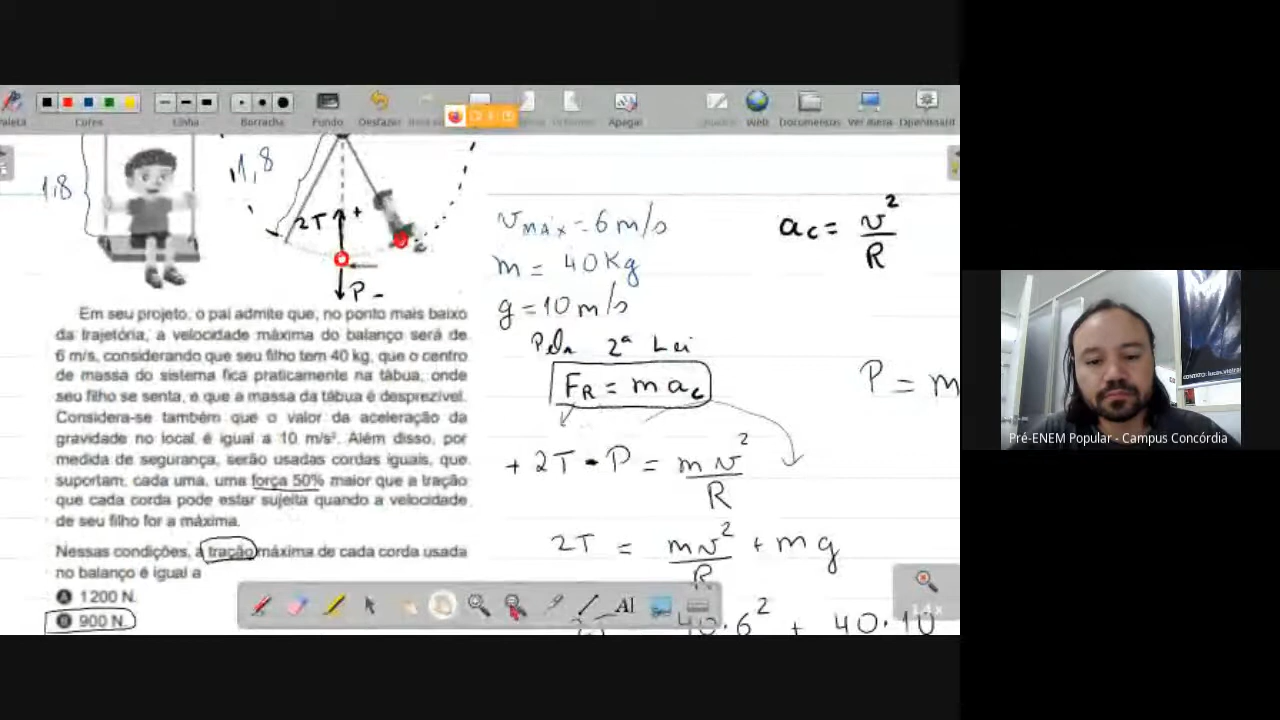 Cores
Linha
Borracha
Fundo
Desfazer
Apagar
Web
Documentos
OpenBoard
1,8
1,8
2T +
P -
v MÁX = 6 m/s
m = 40 Kg
g = 10 m/s
Pela 2ª Lei
FR = m ac
+ 2T - P = mv²
R
2T = mv² + mg
R
40.6² + 40.10
ac = v²
R
P = m
Em seu projeto, o pai admite que, no ponto mais baixo
da trajetória, a velocidade máxima do balanço será de
6 m/s, considerando que seu filho tem 40 kg, que o centro
de massa do sistema fica praticamente na tábua, onde
seu filho se senta, e que a massa da tábua é desprezível.
Considera-se também que o valor da aceleração da
gravidade no local é igual a 10 m/s². Além disso, por
medida de segurança, serão usadas cordas iguais, que
suportam, cada uma, uma força 50% maior que a tração
que cada corda pode estar sujeita quando a velocidade
de seu filho for a máxima.
Nessas condições, a tração máxima de cada corda usada
no balanço é igual a
A 1 200 N.
B 900 N.
AI
Pré-ENEM Popular - Campus Concórdia